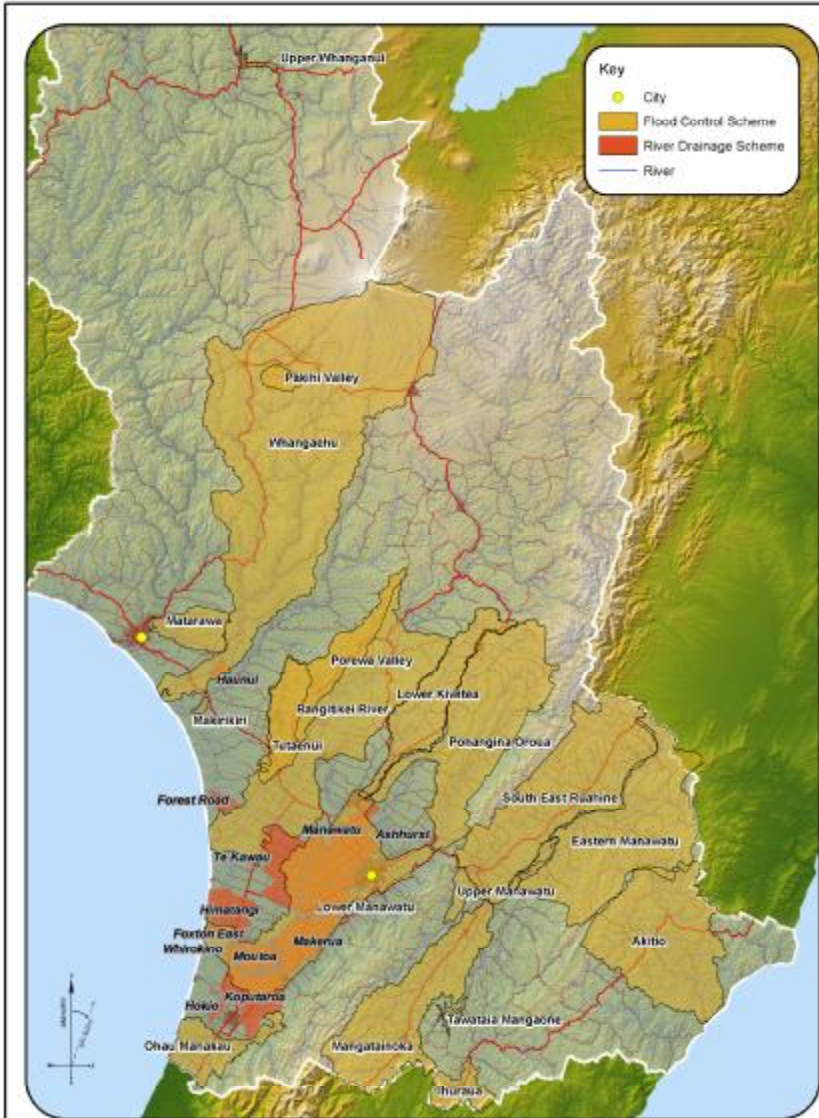 Upper Whanganui
Key
City
Flood Control Scheme
River Drainage Scheme
River
Pakihi Valley
Whangaehu
Matarawa
Haunui
Porewa Valley
Lower Kiwitea
Makirikiri
Rangitikei River
Tutaenui
Ponangina Oroua
South East Ruahine
Forest Road
Manawatu
Ashhurst
Eastern Manawatu
Te Kawau
Upper Manawatu
Himatangi
Lower Manawatu
Foxton East
Akitio
Whirokino
Makerua
Moutoa
Koputaroa
Hokio
Tawataia Mangaone
Ohau Manakau
Mangatainoka
Ihuraua